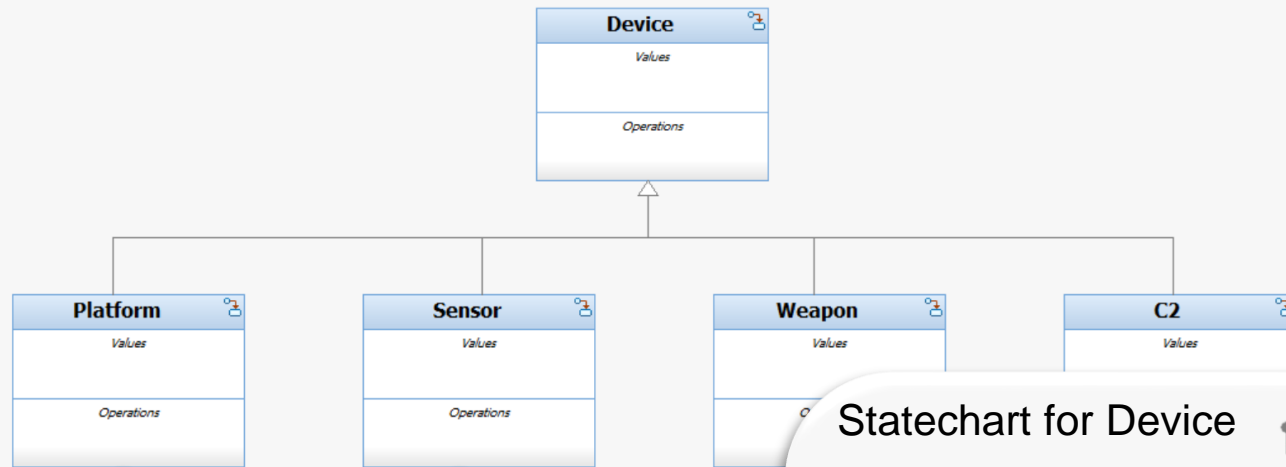 Device
Values
Operations
Platform
Sensor
Weapon
C2
Values
Values
Values
Values
Operations
Operations
Statechart for Device